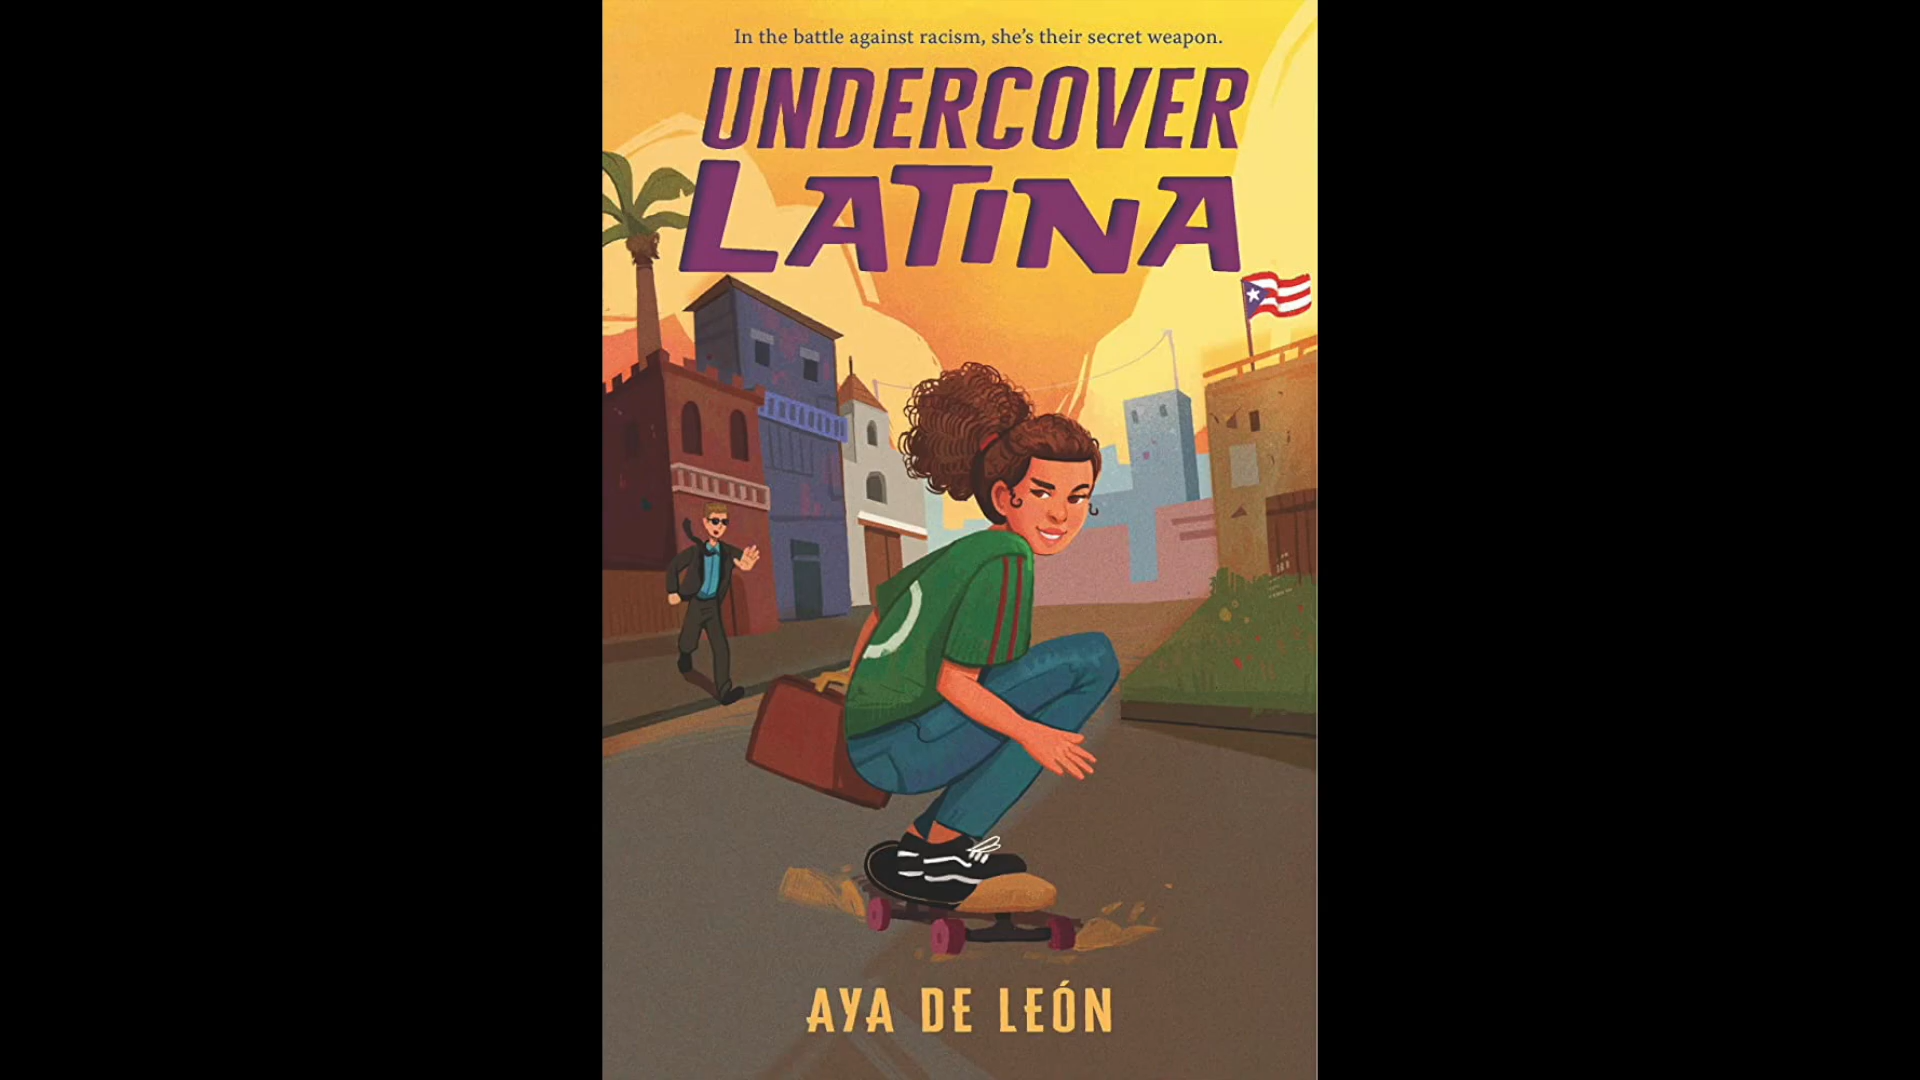 In the battle against racism, she's their secret weapon.
UNDERCOVER
LATINA
AYA DE LEÓN